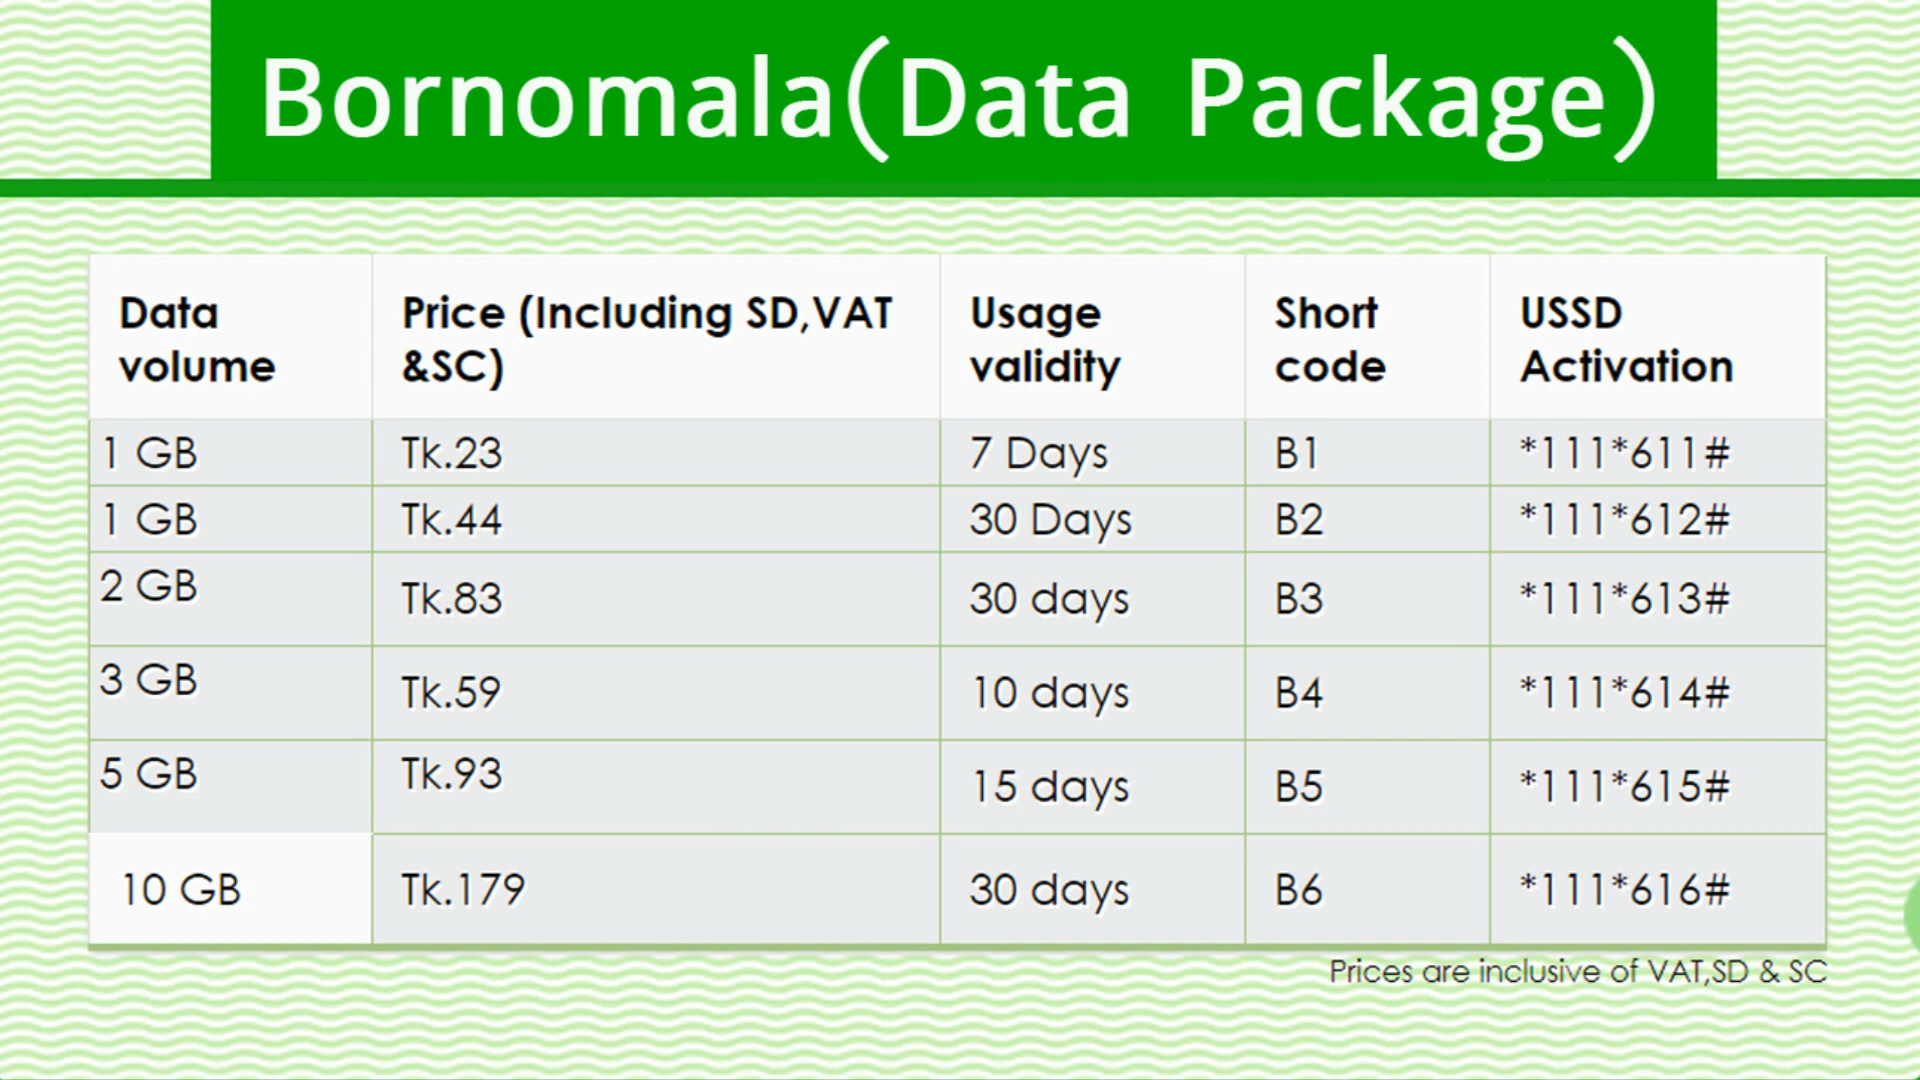 Bornomala(Data Package)
Data volume Price (Including SD,VAT &SC) Usage validity Short code USSD Activation
1 GB Tk.23 7 Days B1 *111*611#
1 GB Tk.44 30 Days B2 *111*612#
2 GB Tk.83 30 days B3 *111*613#
3 GB Tk.59 10 days B4 *111*614#
5 GB Tk.93 15 days B5 *111*615#
10 GB Tk.179 30 days B6 *111*616#
Prices are inclusive of VAT,SD & SC